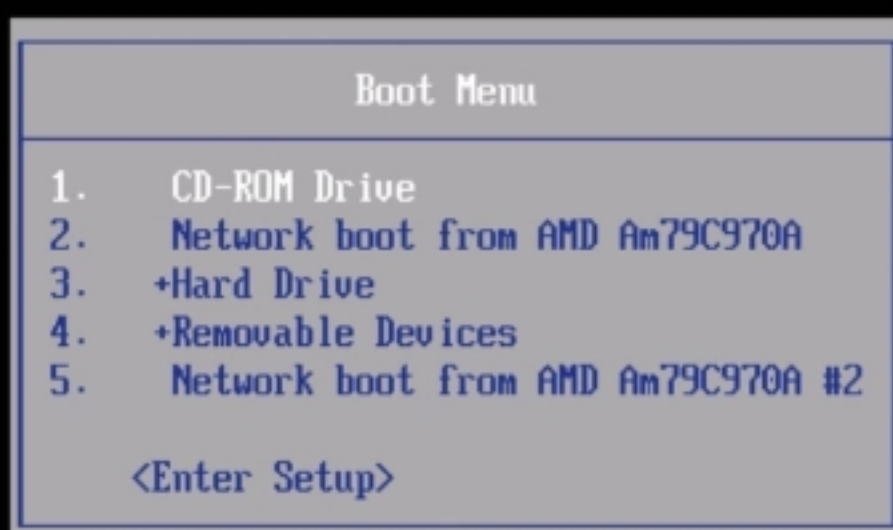 Boot Menu
1. CD-ROM Drive
2. Network boot from AMD Am79C970A
3. +Hard Drive
4. +Removable Devices
5. Network boot from AMD Am79C970A #2
<Enter Setup>